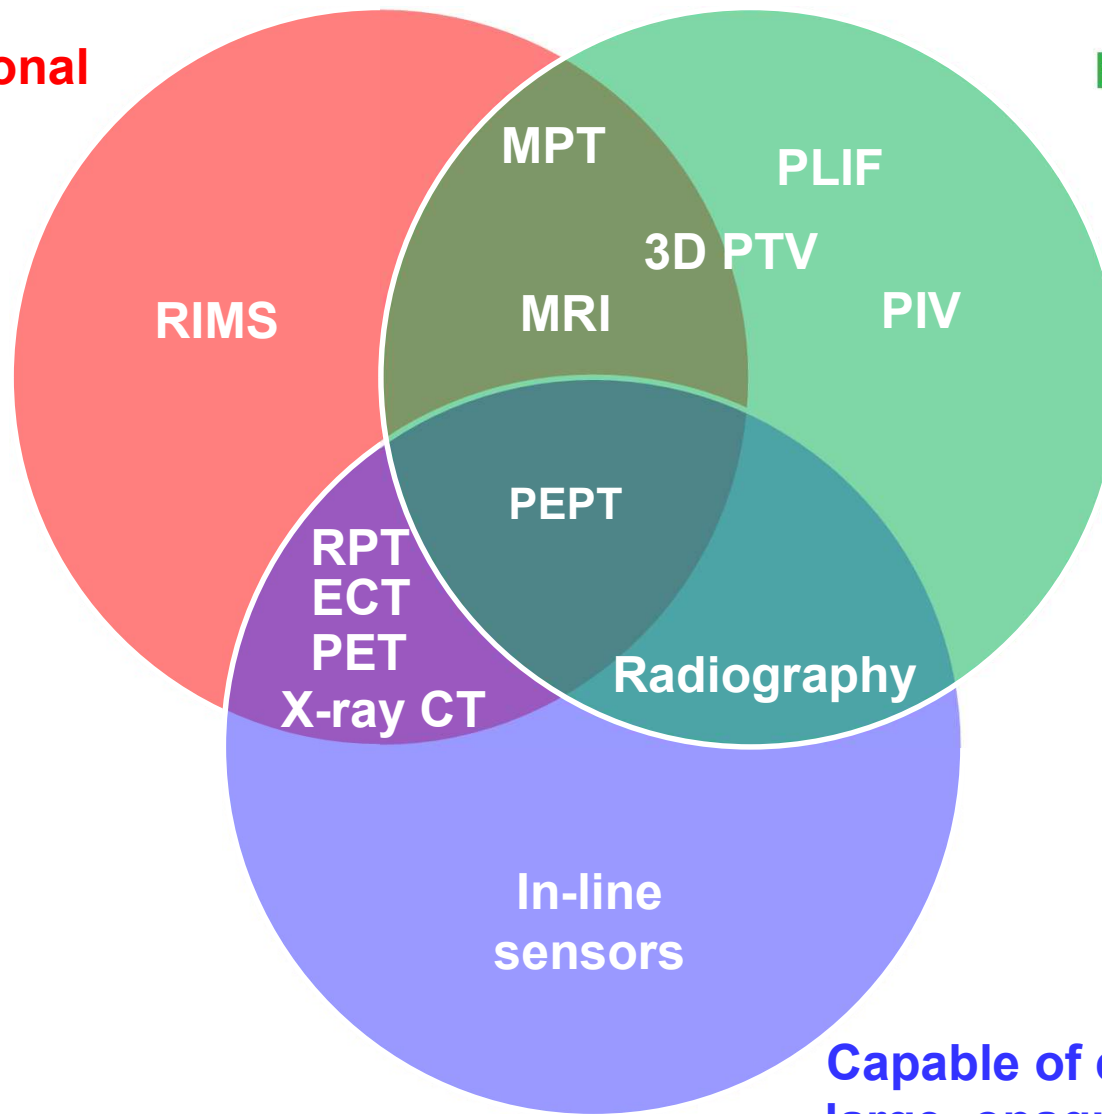 onal
MPT
PLIF
3D PTV
RIMS
MRI
PIV
PEPT
RPT
ECT
PET
X-ray CT
Radiography
In-line
sensors
Capable of